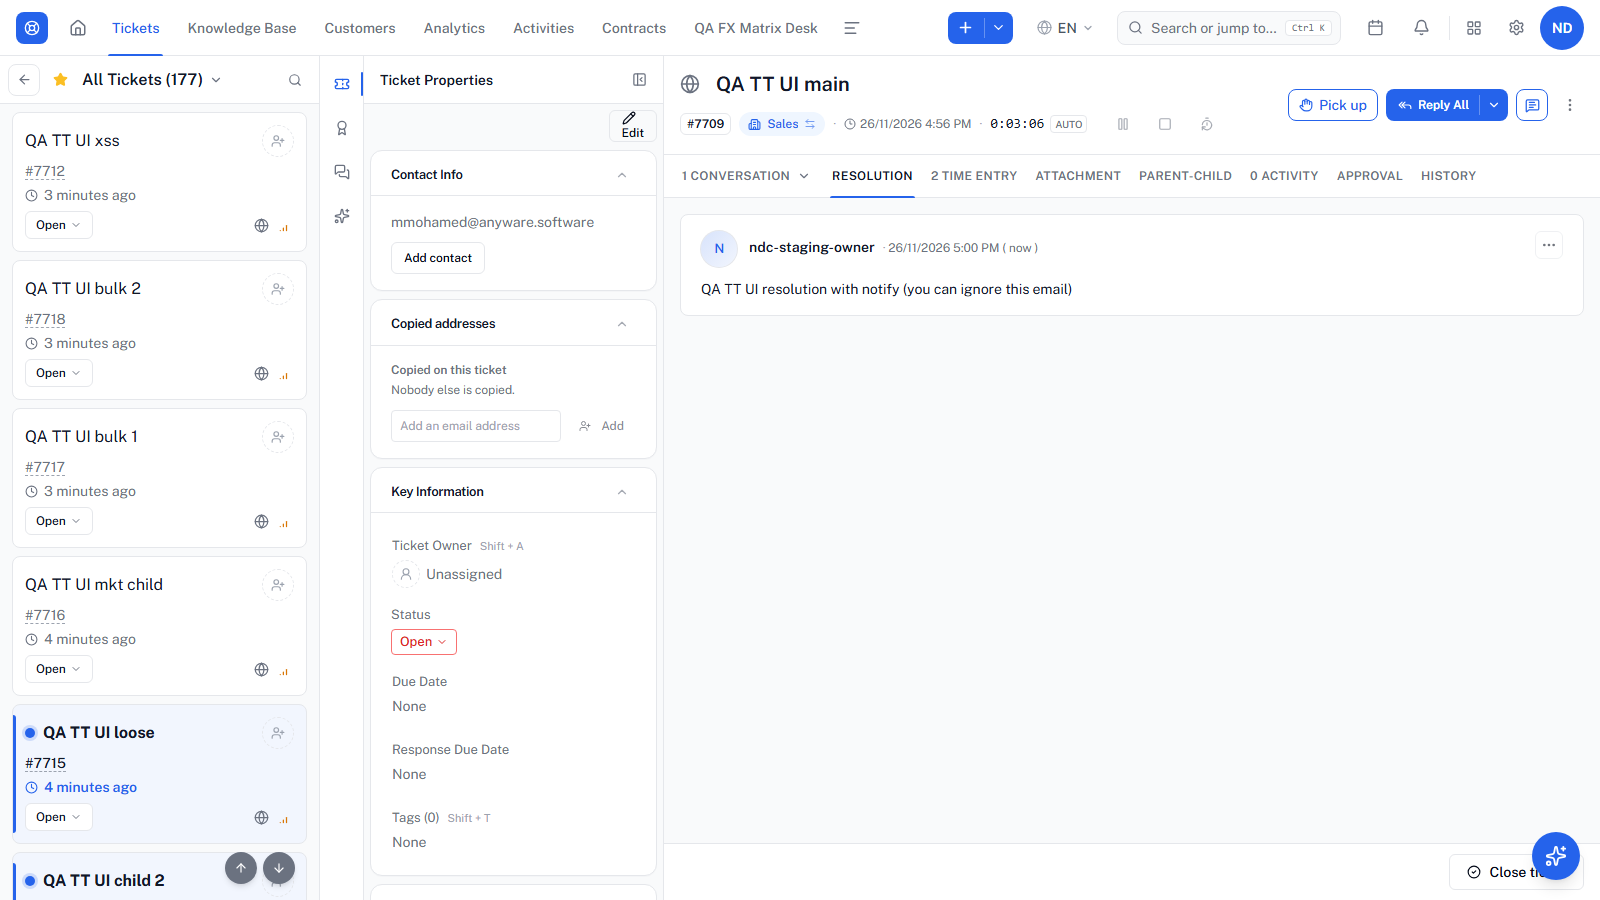 Tickets
Knowledge Base
Customers
Analytics
Activities
Contracts
QA FX Matrix Desk
EN
Search or jump to...
Ctrl K
ND
All Tickets (177)
QA TT UI xss
#7712
3 minutes ago
Open
QA TT UI bulk 2
#7718
3 minutes ago
Open
QA TT UI bulk 1
#7717
3 minutes ago
Open
QA TT UI mkt child
#7716
4 minutes ago
Open
QA TT UI loose
#7715
4 minutes ago
Open
QA TT UI child 2
Ticket Properties
Edit
Contact Info
mmohamed@anyware.software
Add contact
Copied addresses
Copied on this ticket
Nobody else is copied.
Add an email address
Add
Key Information
Ticket Owner Shift + A
Unassigned
Status
Open
Due Date
None
Response Due Date
None
Tags (0) Shift + T
None
QA TT UI main
#7709
Sales
· 26/11/2026 4:56 PM · 0:03:06 AUTO
Pick up
Reply All
1 CONVERSATION
RESOLUTION
2 TIME ENTRY
ATTACHMENT
PARENT-CHILD
0 ACTIVITY
APPROVAL
HISTORY
N
ndc-staging-owner · 26/11/2026 5:00 PM ( now )
QA TT UI resolution with notify (you can ignore this email)
Close